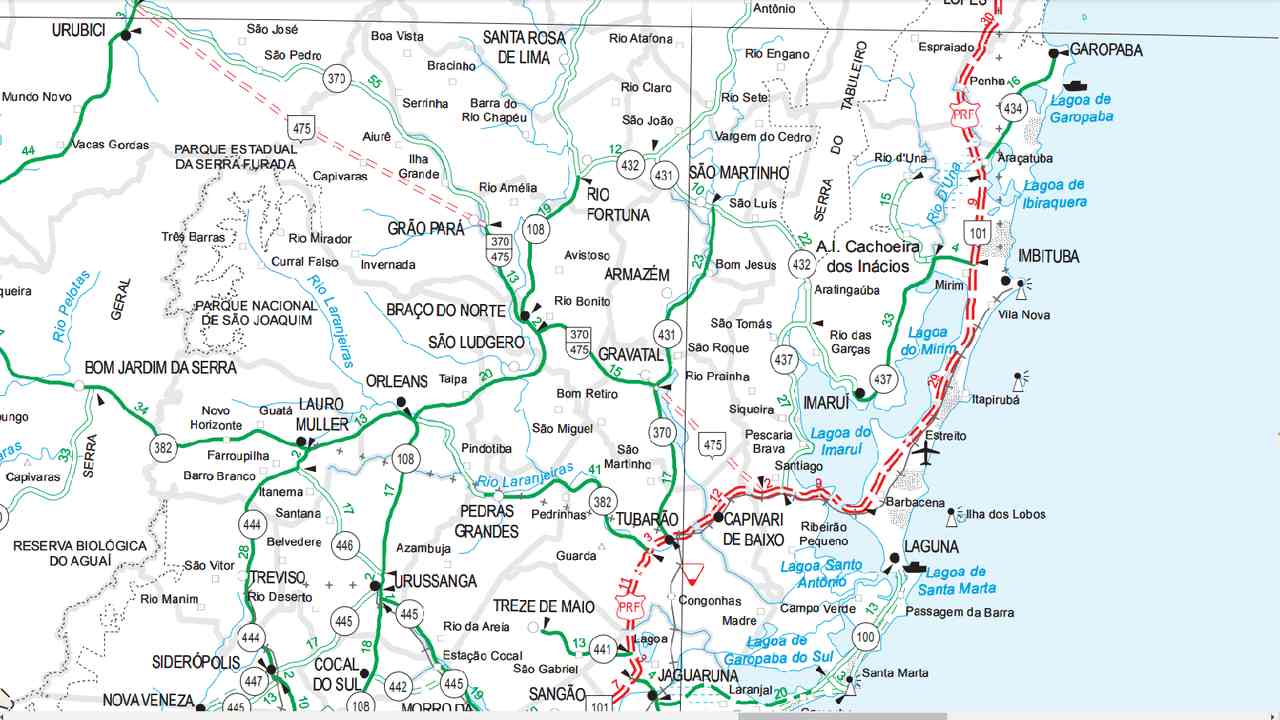 LOPES
Antônio
30
URUBICI
São José
Boa Vista
SANTA ROSA
DE LIMA
Rio Atafona
Espraiado
GAROPABA
São Pedro
Bracinho
Rio Engano
TABULEIRO
370
55
Penha
16
Mundo Novo
Serrinha
Barra do
Rio Chapéu
Rio Claro
Rio Sete
Lagoa de
Garopaba
PRF
434
475
Aiurê
São João
Vargem do Cedro
DO
44
Vacas Gordas
PARQUE ESTADUAL
DA SERRA FURADA
Ilha
Grande
12
432
431
Rio d'Una
Araçatuba
Capivaras
Rio Amélia
SÃO MARTINHO
10
RIO
FORTUNA
São Luís
SERRA
15
Rio D'Una
9
Lagoa de
Ibiraquera
GRÃO PARÁ
19
108
101
Três Barras
Rio Mirador
370
475
22
A.I. Cachoeira
dos Inácios
4
IMBITUBA
Curral Falso
Invernada
Avistoso
ARMAZÉM
23
Bom Jesus
432
13
Rio Pelotas
GERAL
Rio Laranjeiras
Aratingaúba
Mirim
queira
PARQUE NACIONAL
DE SÃO JOAQUIM
BRAÇO DO NORTE
Rio Bonito
Vila Nova
2
São Tomás
33
SÃO LUDGERO
370
475
431
Rio das
Garças
Lagoa
do Mirim
GRAVATAL
São Roque
437
BOM JARDIM DA SERRA
ORLEANS
Taipa
20
15
Rio Prainha
437
29
34
Bom Retiro
IMARUÍ
Itapirubá
Novo
Horizonte
Guatá
LAURO
MULLER
13
Siqueira
27
382
São Miguel
370
Pescaria
Brava
Lagoa do
Imaruí
Estreito
SERRA
33
Farroupilha
2
108
Pindotiba
São
Martinho
475
Capivaras
Barro Branco
Rio Laranjeiras
41
17
Santiago
Itanema
17
17
382
12
2
9
Barbacena
Santana
PEDRAS
GRANDES
Pedrinhas
TUBARÃO
CAPIVARI
DE BAIXO
Ribeirão
Pequeno
Ilha dos Lobos
444
RESERVA BIOLÓGICA
DO AGUAÍ
Belvedere
446
Azambuja
Guarda
3
LAGUNA
28
São Vitor
TREVISO
Rio Deserto
2
URUSSANGA
11
Lagoa Santo
Antônio
Lagoa de
Santa Marta
Rio Manim
TREZE DE MAIO
PRF
Congonhas
Campo Verde
13
Passagem da Barra
445
445
Madre
444
Rio da Areia
13
441
Lagoa
Lagoa de
Garopaba do Sul
100
17
18
SIDERÓPOLIS
COCAL
DO SUL
Estação Cocal
São Gabriel
447
442
445
JAGUARUNA
Santa Marta
13
2
4
3
NOVA VENEZA
445
10
108
19
MORRO DA
SANGÃO
7
101
Laranjal
20